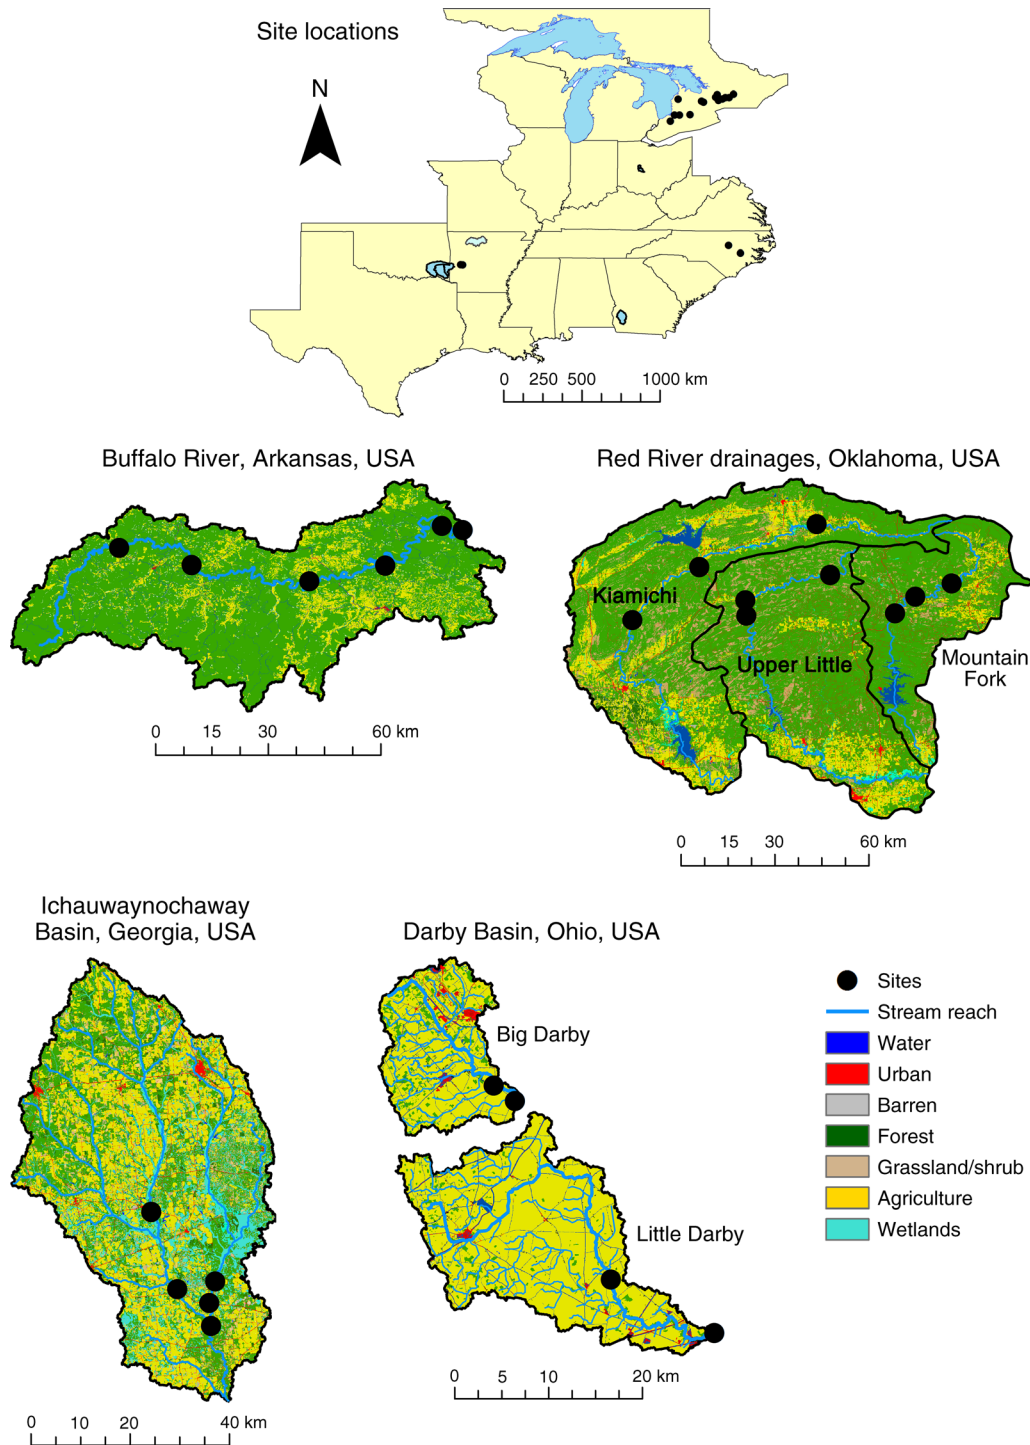 Site locations
N
0 250 500 1000 km
Buffalo River, Arkansas, USA
0 15 30 60 km
Red River drainages, Oklahoma, USA
Kiamichi
Upper Little
Mountain
Fork
0 15 30 60 km
Ichauwaynochaway
Basin, Georgia, USA
0 10 20 40 km
Darby Basin, Ohio, USA
Big Darby
Little Darby
0 5 10 20 km
Sites
Stream reach
Water
Urban
Barren
Forest
Grassland/shrub
Agriculture
Wetlands